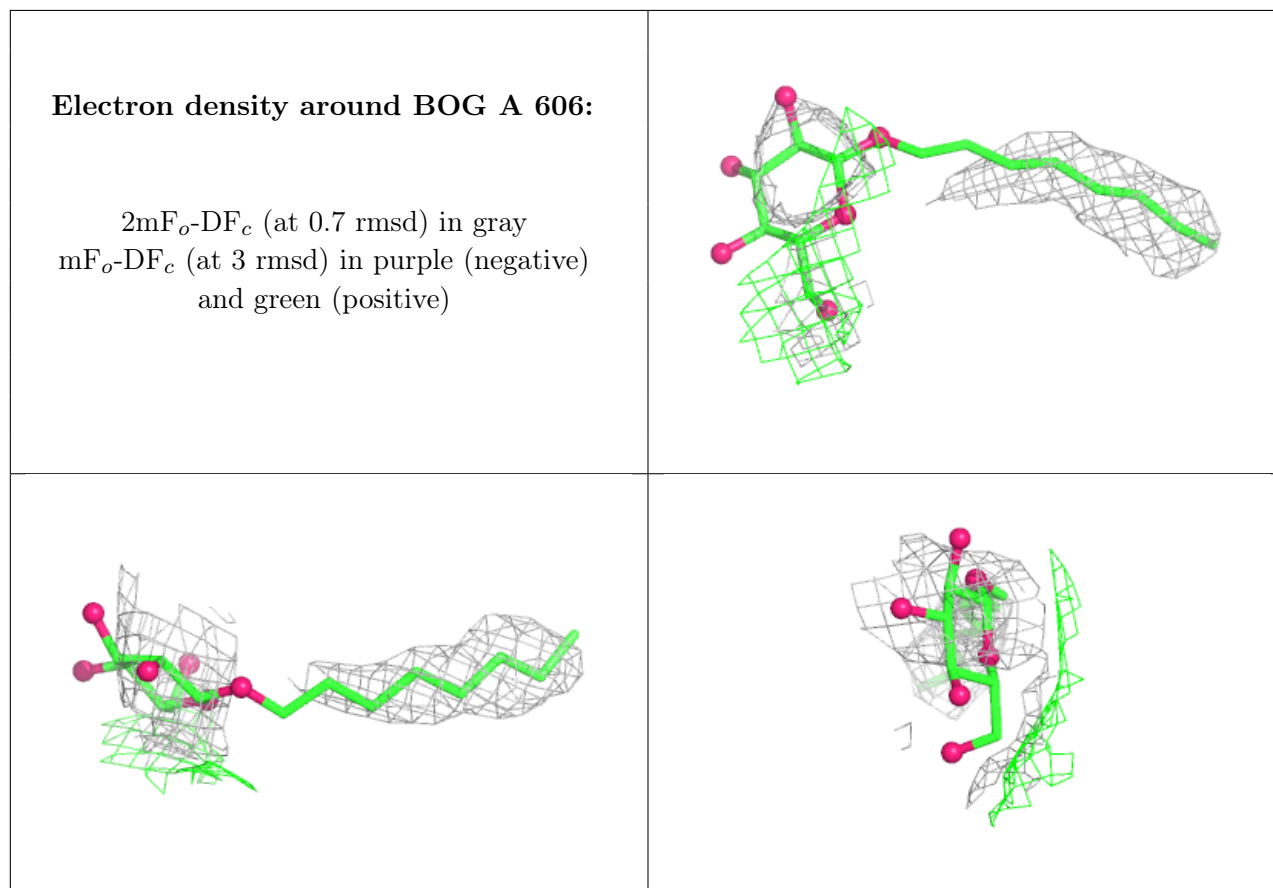 Electron density around BOG A 606:
2mFo-DFc (at 0.7 rmsd) in gray
mFo-DFc (at 3 rmsd) in purple (negative)
and green (positive)